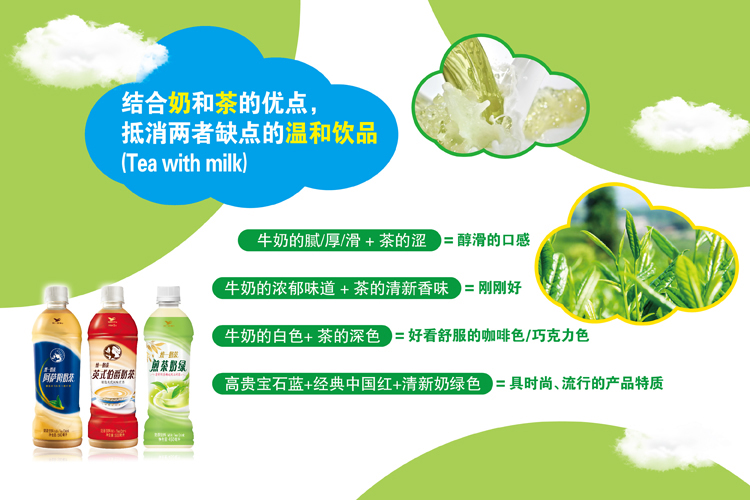 结合奶和茶的优点，
抵消两者缺点的温和饮品
(Tea with milk)
牛奶的腻/厚/滑 + 茶的涩 = 醇滑的口感
牛奶的浓郁味道 + 茶的清新香味 = 刚刚好
牛奶的白色+ 茶的深色 = 好看舒服的咖啡色/巧克力色
高贵宝石蓝+经典中国红+清新奶绿色 = 具时尚、流行的产品特质
阿萨姆奶茶
英式伯爵奶茶
煎茶奶绿